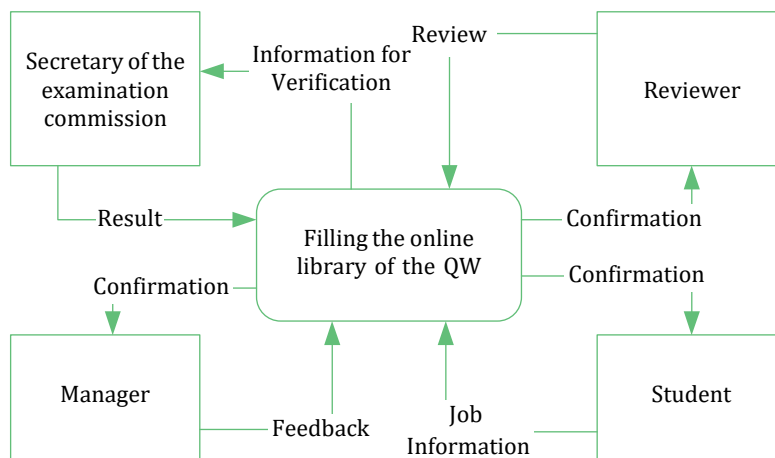 Secretary of the
examination
commission
Information for
Verification
Review
Reviewer
Result
Filling the online
library of the QW
Confirmation
Confirmation
Confirmation
Manager
Feedback
Job
Information
Student